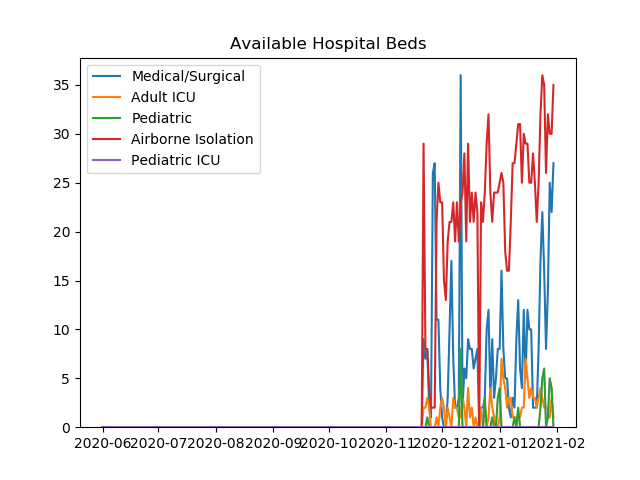 Available Hospital Beds
Medical/Surgical
Adult ICU
Pediatric
Airborne Isolation
Pediatric ICU
35
30
25
20
15
10
5
0
2020-06 2020-07 2020-08 2020-09 2020-10 2020-11 2020-12 2021-01 2021-02